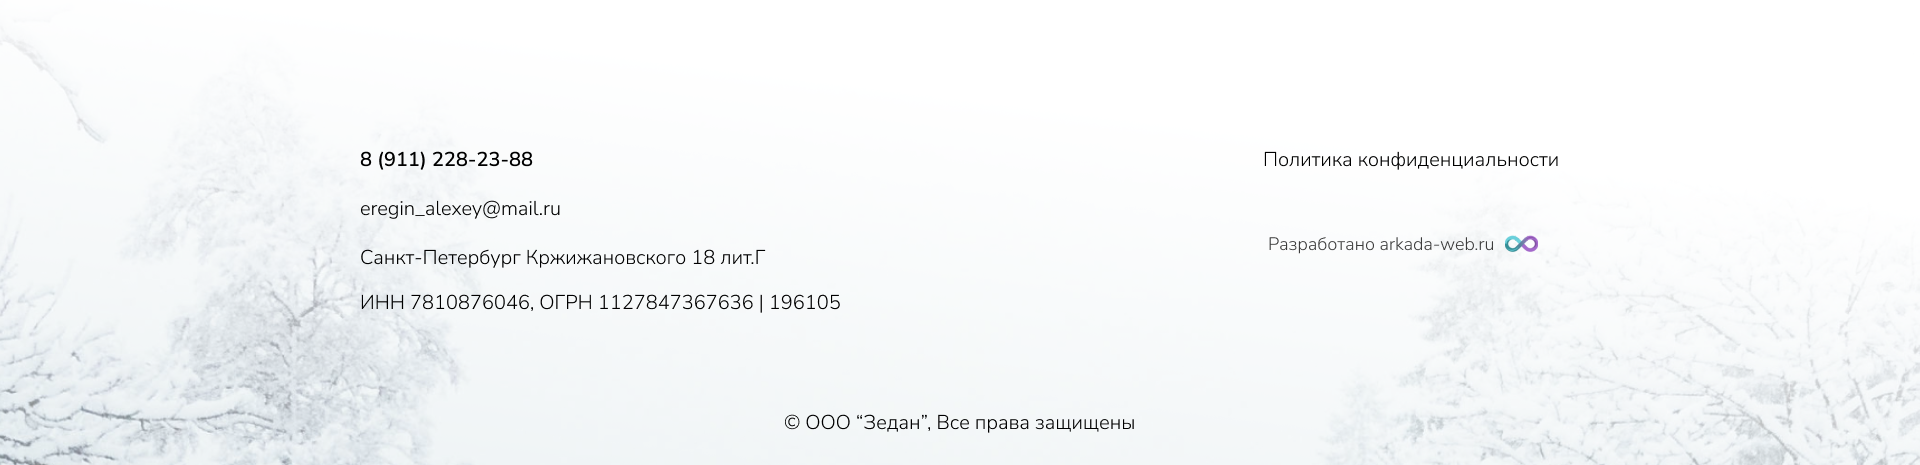 8 (911) 228-23-88
eregin_alexey@mail.ru
Санкт-Петербург Кржижановского 18 лит.Г
ИНН 7810876046, ОГРН 1127847367636 | 196105
Политика конфиденциальности
Разработано arkada-web.ru
© ООО “Зедан”, Все права защищены